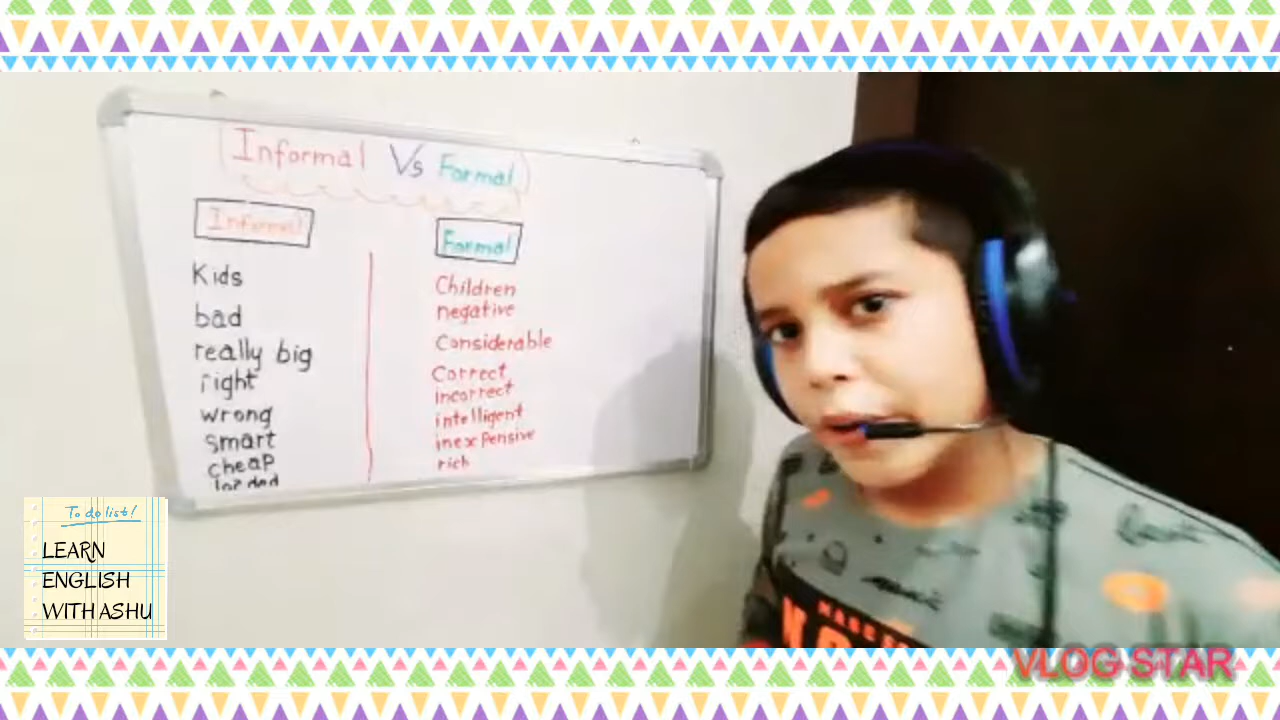 Informal Vs Formal
Informal
Formal
Kids
bad
really big
right
wrong
smart
cheap
loaded
Children
negative
Considerable
Correct
incorrect
intelligent
inexpensive
rich
To do list!
LEARN
ENGLISH
WITH ASHU
VLOG STAR